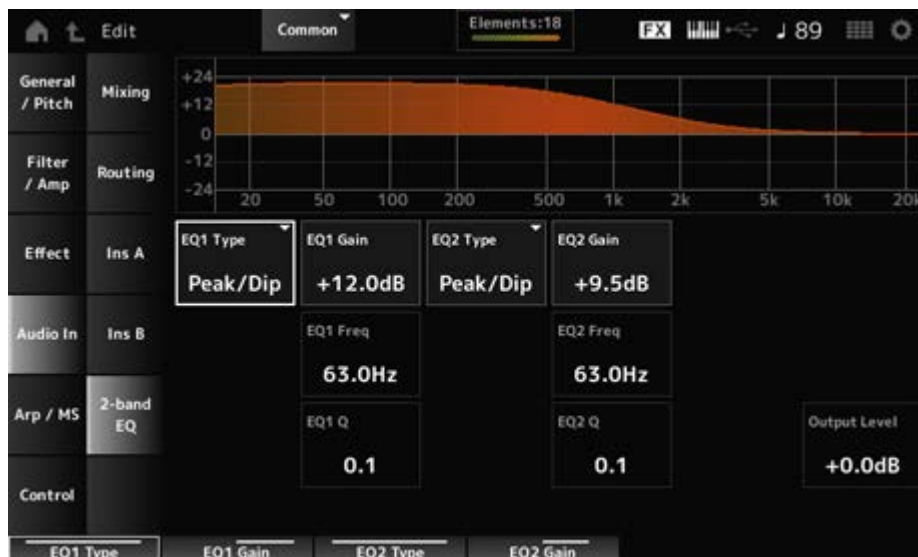 Edit
Common
Elements:18
FX
89
General
/ Pitch
Mixing
Filter
/ Amp
Routing
Effect
Ins A
Audio In
Ins B
Arp / MS
2-band
EQ
Control
+24
+12
0
-12
-24
20
50
100
200
500
1k
2k
5k
10k
EQ1 Type
Peak/Dip
EQ1 Gain
+12.0dB
EQ2 Type
Peak/Dip
EQ2 Gain
+9.5dB
EQ1 Freq
63.0Hz
EQ2 Freq
63.0Hz
EQ1 Q
0.1
EQ2 Q
0.1
Output Level
+0.0dB
EQ1 Type
EQ1 Gain
EQ2 Type
EQ2 Gain